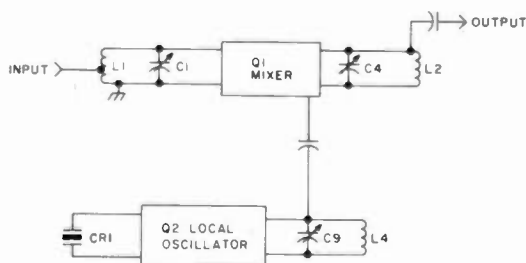 OUTPUT
INPUT
L1
C1
Q1
MIXER
C4
L2
CR1
Q2 LOCAL
OSCILLATOR
C9
L4